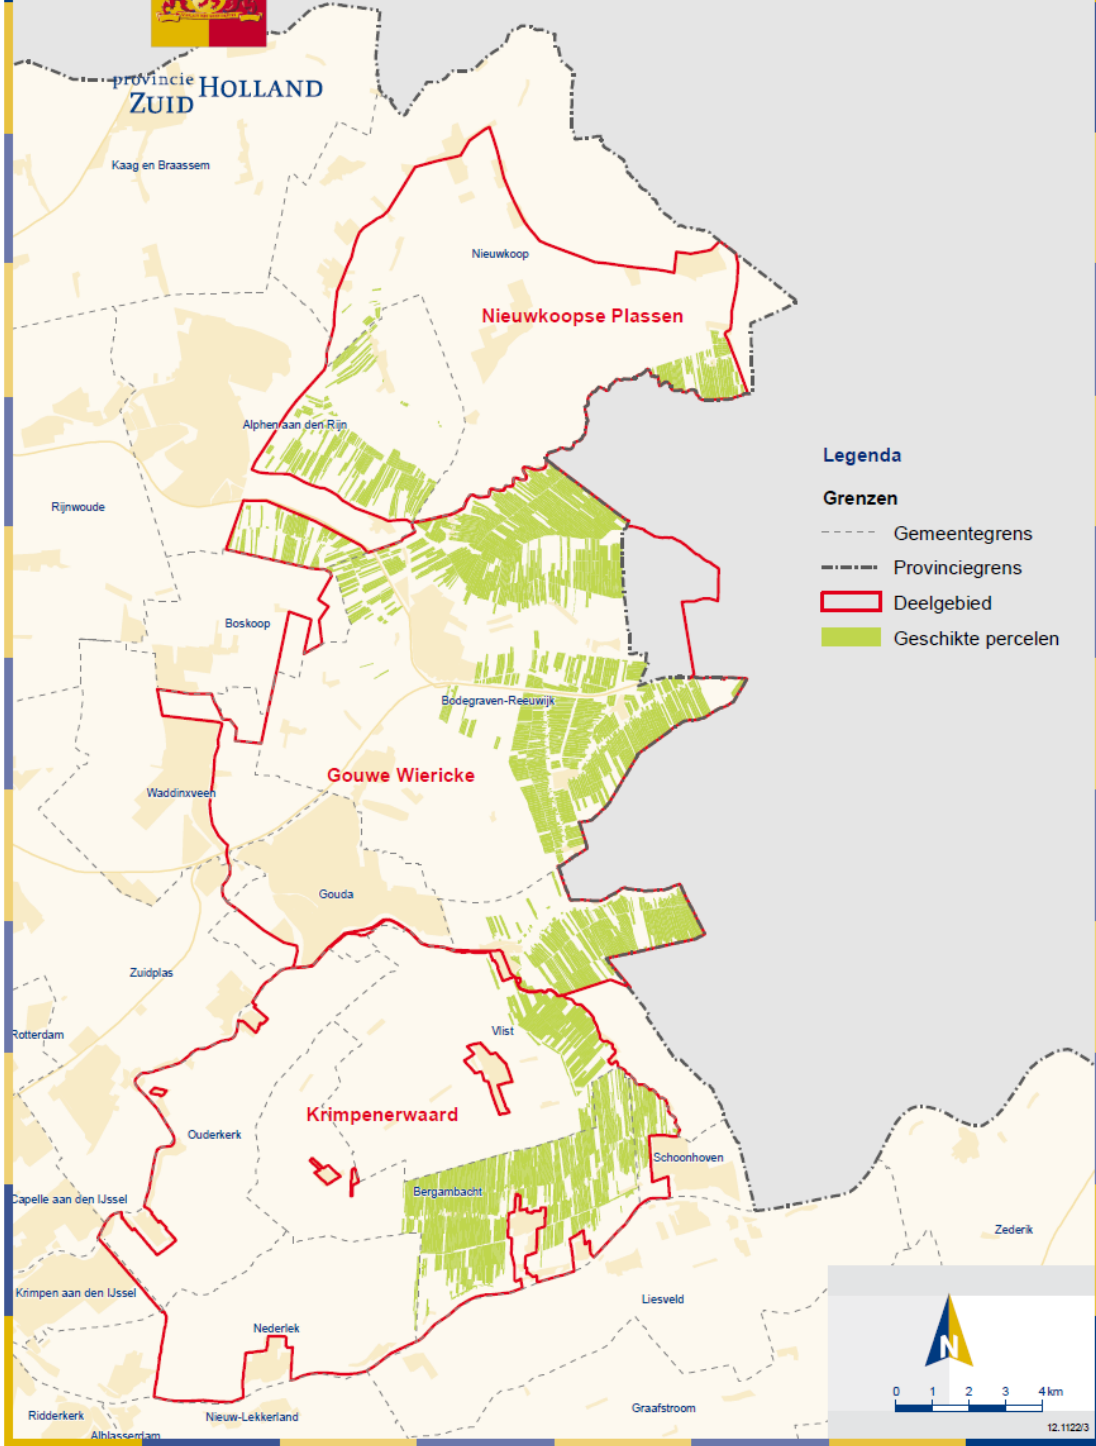 provincie HOLLAND
ZUID
Kaag en Braassem
Nieuwkoop
Nieuwkoopse Plassen
Alphen aan den Rijn
Legenda
Grenzen
Rijnwoude
Gemeentegrens
Provinciegrens
Deelgebied
Boskoop
Geschikte percelen
Bodegraven-Reeuwijk
Gouwe Wiericke
Waddinxveen
Gouda
Zuidplas
Rotterdam
Vlist
Krimpenerwaard
Ouderkerk
Schoonhoven
Bergambacht
Capelle aan den IJssel
Zederik
Krimpen aan den IJssel
Liesveld
Nederlek
N
0 1 2 3 4 km
Graafstroom
Ridderkerk
Nieuw-Lekkerland
12.1122/3
Alblasserdam